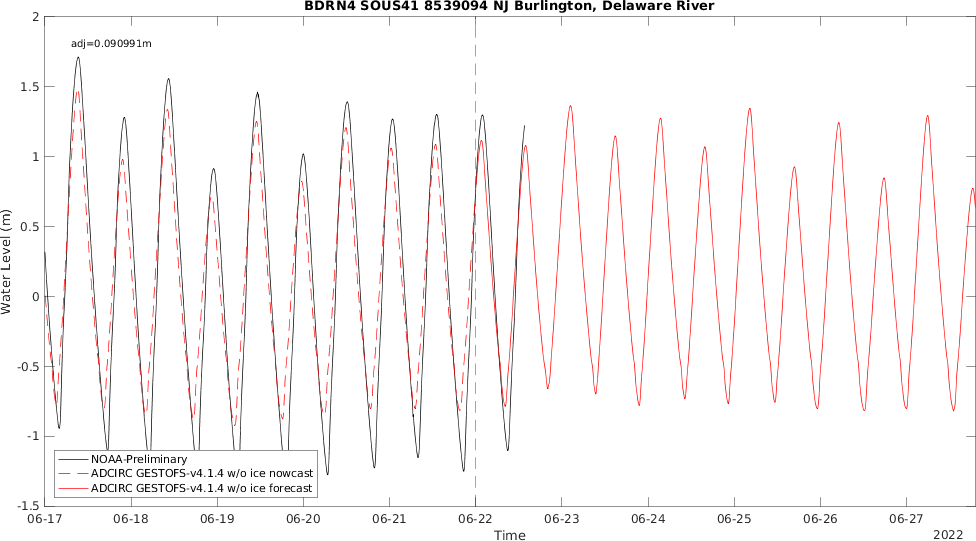 BDRN4 SOUS41 8539094 NJ Burlington, Delaware River
2
adj=0.090991m
1.5
1
0.5
0
-0.5
-1
-1.5
Water Level (m)
NOAA-Preliminary
ADCIRC GESTOFS-v4.1.4 w/o ice nowcast
ADCIRC GESTOFS-v4.1.4 w/o ice forecast
06-17 06-18 06-19 06-20 06-21 06-22 06-23 06-24 06-25 06-26 06-27
Time
2022